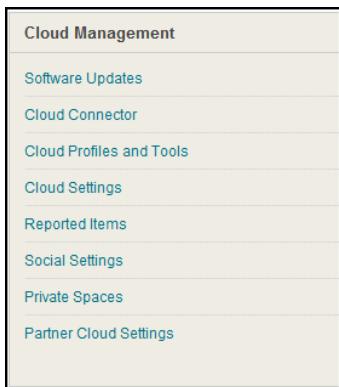 Cloud Management
Software Updates
Cloud Connector
Cloud Profiles and Tools
Cloud Settings
Reported Items
Social Settings
Private Spaces
Partner Cloud Settings